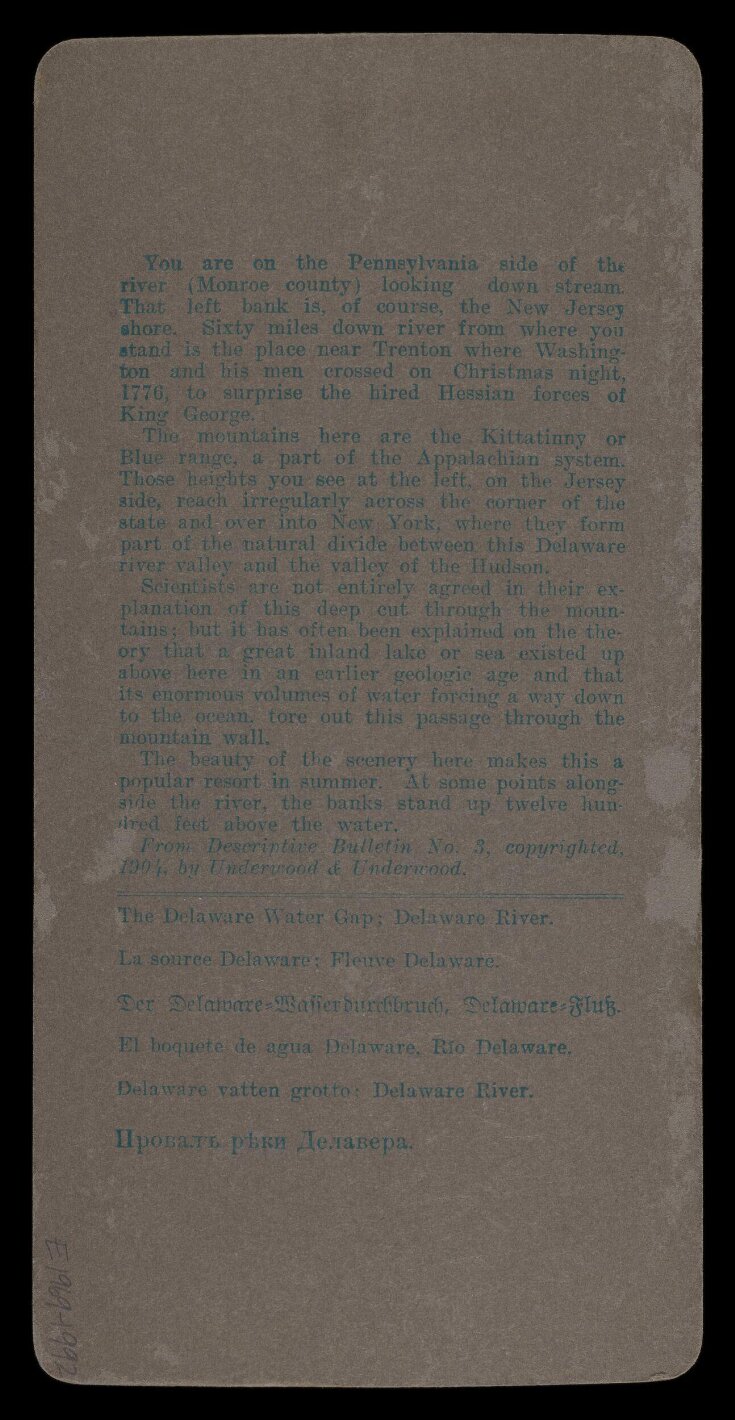 You are on the Pennsylvania side of the
river (Monroe county) looking down stream.
That left bank is, of course, the New Jersey
shore. Sixty miles down river from where you
stand is the place near Trenton where Washing-
ton and his men crossed on Christmas night,
1776, to surprise the hired Hessian forces of
King George.
The mountains here are the Kittatinny or
Blue range, a part of the Appalachian system.
Those heights you see at the left, on the Jersey
side, reach irregularly across the corner of the
state and over into New York, where they form
part of the natural divide between this Delaware
river valley and the valley of the Hudson.
Scientists are not entirely agreed in their ex-
planation of this deep cut through the moun-
tains; but it has often been explained on the the-
ory that a great inland lake or sea existed up
above here in an earlier geologic age and that
its enormous volumes of water forcing a way down
to the ocean, tore out this passage through the
mountain wall.
The beauty of the scenery here makes this a
popular resort in summer. At some points along-
side the river, the banks stand up twelve hun-
dred feet above the water.
From Descriptive Bulletin No. 3, copyrighted,
1904, by Underwood & Underwood.
The Delaware Water Gap; Delaware River.
La source Delaware; Fleuve Delaware.
Der Delaware-Wasserdurchbruch, Delaware-Fluß.
El boquete de agua Delaware, Río Delaware.
Delaware vatten grotto: Delaware River.
Провалъ рѣки Делавера.